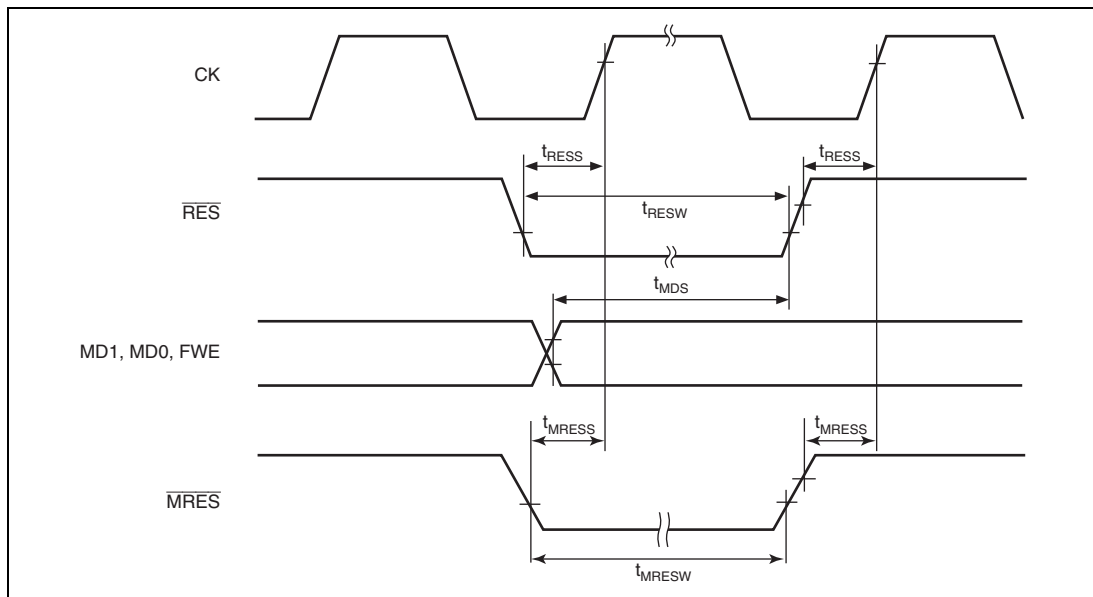 CK
tRESS
tRESS
RES
tRESW
tMDS
MD1, MD0, FWE
tMRESS
tMRESS
MRES
tMRESW